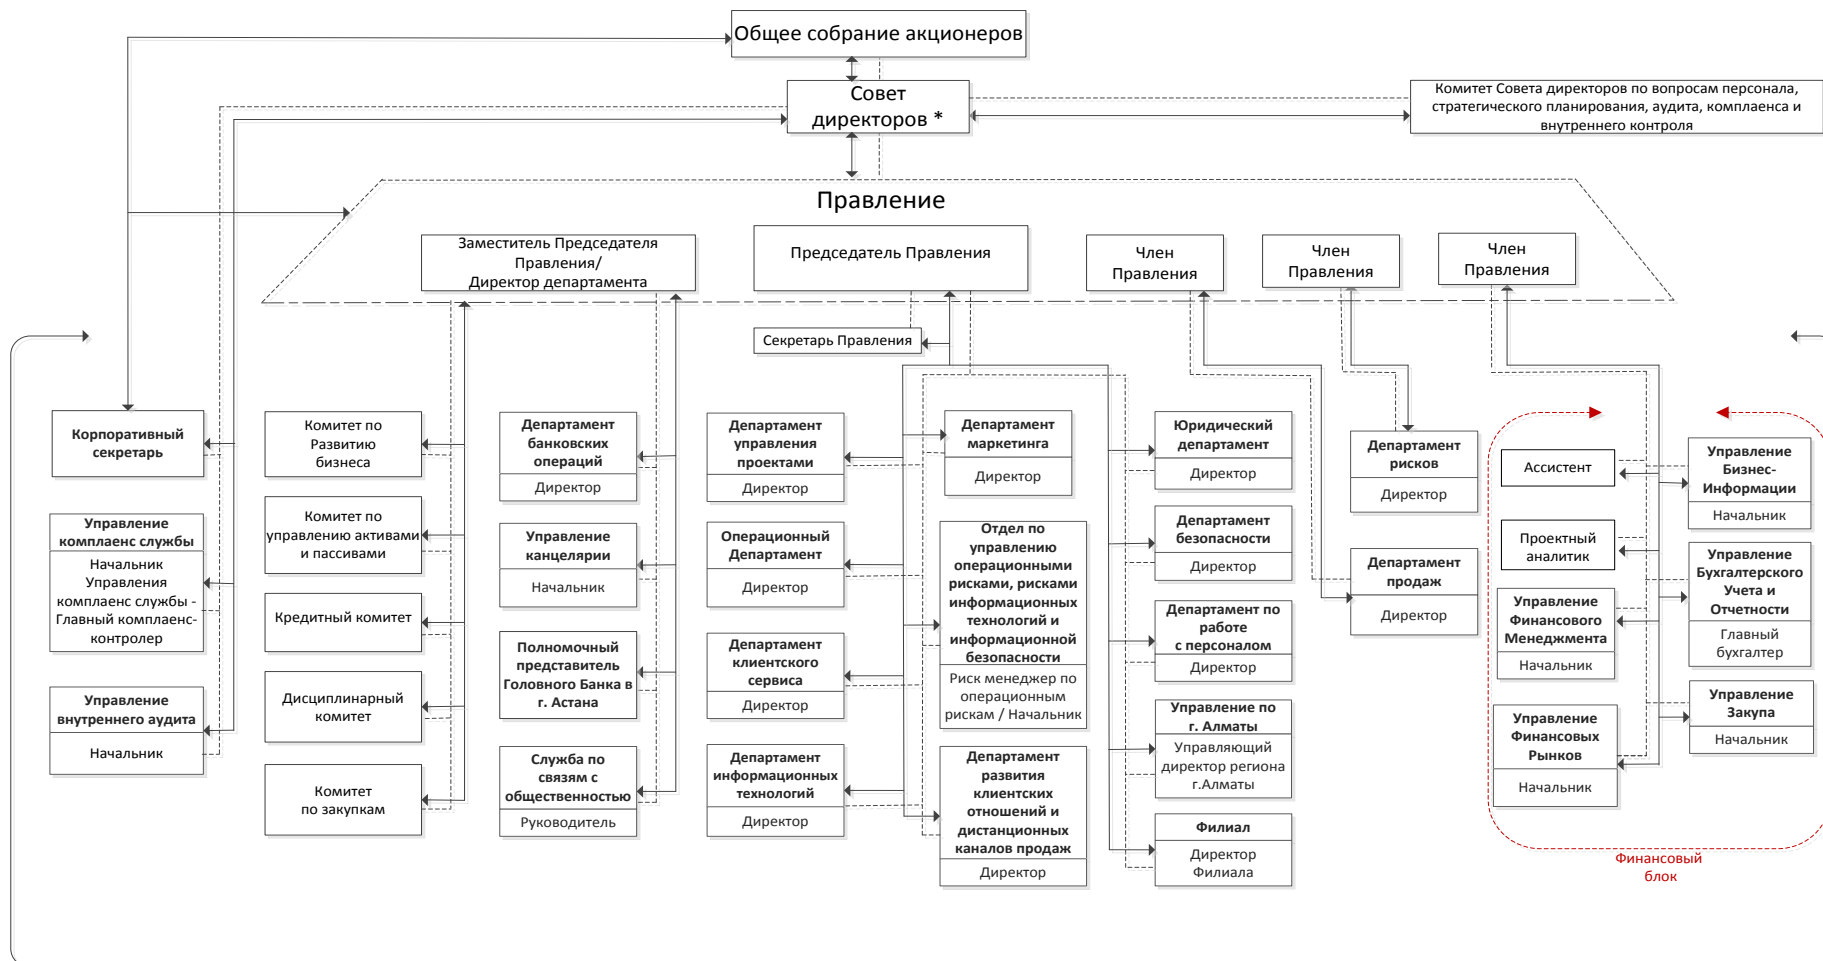 Общее собрание акционеров
Совет
директоров *
Комитет Совета директоров по вопросам персонала,
стратегического планирования, аудита, комплаенса и
внутреннего контроля
Правление
Заместитель Председателя
Правления/
Директор департамента
Председатель Правления
Член
Правления
Член
Правления
Член
Правления
Секретарь Правления
Корпоративный
секретарь
Управление
комплаенс службы
Начальник
Управления
комплаенс службы -
Главный комплаенс-
контролер
Управление
внутреннего аудита
Начальник
Комитет по
Развитию
бизнеса
Комитет по
управлению активами
и пассивами
Кредитный комитет
Дисциплинарный
комитет
Комитет
по закупкам
Департамент
банковских
операций
Директор
Управление
канцелярии
Начальник
Полномочный
представитель
Головного Банка в
г. Астана
Служба по
связям с
общественностью
Руководитель
Департамент
управления
проектами
Директор
Операционный
Департамент
Директор
Департамент
клиентского
сервиса
Директор
Департамент
информационных
технологий
Директор
Департамент
маркетинга
Директор
Отдел по
управлению
операционными
рисками, рисками
информационных
технологий и
информационной
безопасности
Риск менеджер по
операционным
рискам / Начальник
Департамент
развития
клиентских
отношений и
дистанционных
каналов продаж
Директор
Юридический
департамент
Директор
Департамент
безопасности
Директор
Департамент по
работе
с персоналом
Директор
Управление по
г. Алматы
Управляющий
директор региона
г.Алматы
Филиал
Директор
Филиала
Департамент
рисков
Директор
Департамент
продаж
Директор
Ассистент
Проектный
аналитик
Управление
Финансового
Менеджмента
Начальник
Управление
Финансовых
Рынков
Начальник
Управление
Бизнес-
Информации
Начальник
Управление
Бухгалтерского
Учета и
Отчетности
Главный
бухгалтер
Управление
Закупа
Начальник
Финансовый
блок